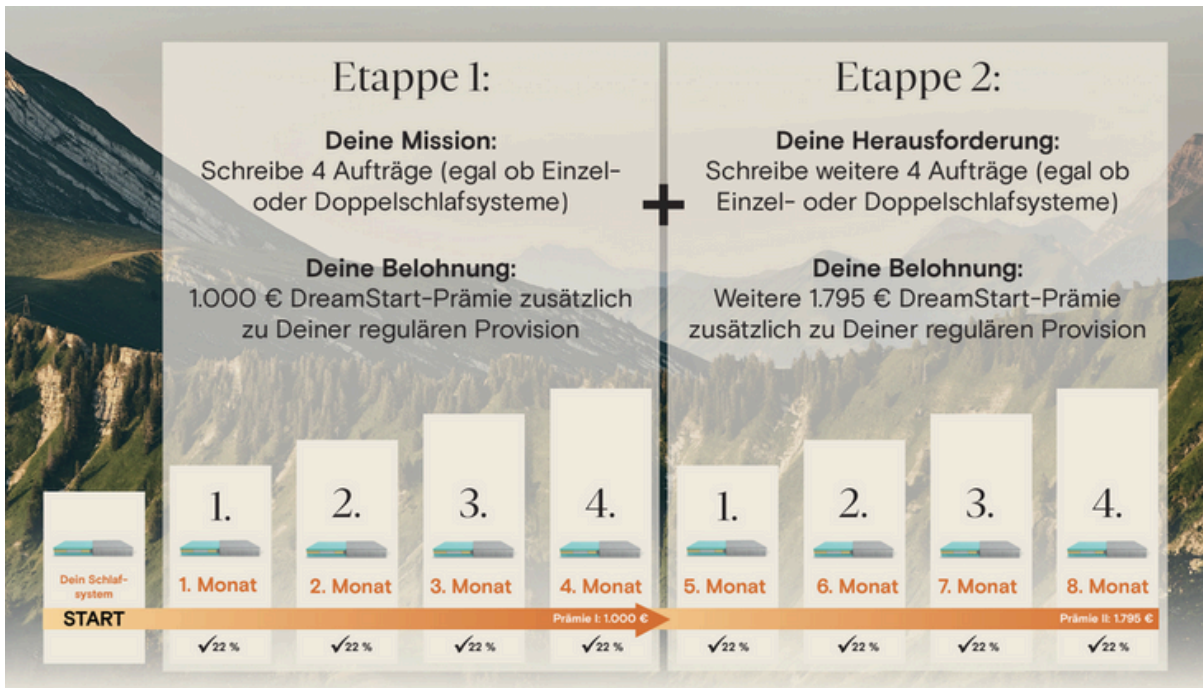 Etappe 1:
Deine Mission:
Schreibe 4 Aufträge (egal ob Einzel-
oder Doppelschlafsysteme)
Deine Belohnung:
1.000 € DreamStart-Prämie zusätzlich
zu Deiner regulären Provision
+
Etappe 2:
Deine Herausforderung:
Schreibe weitere 4 Aufträge (egal ob
Einzel- oder Doppelschlafsysteme)
Deine Belohnung:
Weitere 1.795 € DreamStart-Prämie
zusätzlich zu Deiner regulären Provision
1.
2.
3.
4.
1.
2.
3.
4.
Dein Schlaf-
system
1. Monat
2. Monat
3. Monat
4. Monat
5. Monat
6. Monat
7. Monat
8. Monat
START
Prämie I: 1.000 €
Prämie II: 1.795 €
✓22 %
✓22 %
✓22 %
✓22 %
✓22 %
✓22 %
✓22 %
✓22 %